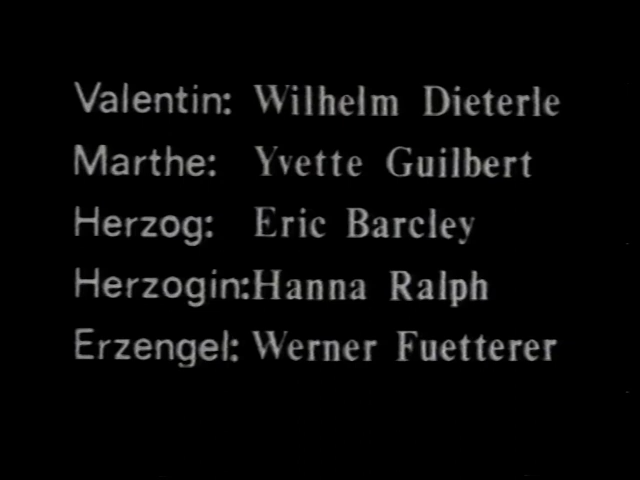 Valentin: Wilhelm Dieterle
Marthe: Yvette Guilbert
Herzog: Eric Barcley
Herzogin: Hanna Ralph
Erzengel: Werner Fuetterer